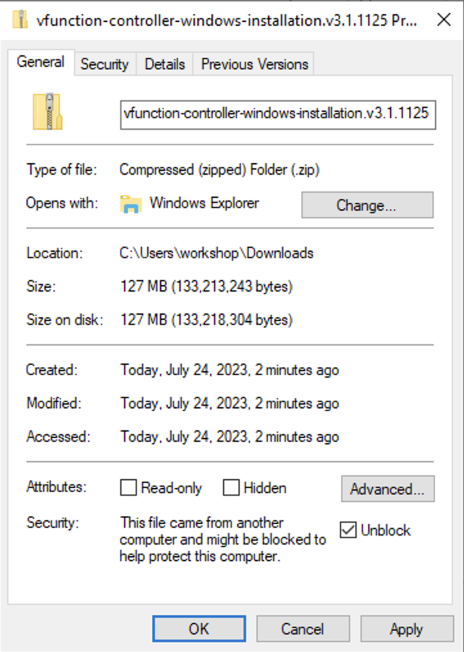 vfunction-controller-windows-installation.v3.1.1125 Pr...
General Security Details Previous Versions
vfunction-controller-windows-installation.v3.1.1125
Type of file: Compressed (zipped) Folder (.zip)
Opens with: Windows Explorer Change...
Location: C:\Users\workshop\Downloads
Size: 127 MB (133,213,243 bytes)
Size on disk: 127 MB (133,218,304 bytes)
Created: Today, July 24, 2023, 2 minutes ago
Modified: Today, July 24, 2023, 2 minutes ago
Accessed: Today, July 24, 2023, 2 minutes ago
Attributes: Read-only Hidden Advanced...
Security: This file came from another
computer and might be blocked to Unblock
help protect this computer.
OK Cancel Apply